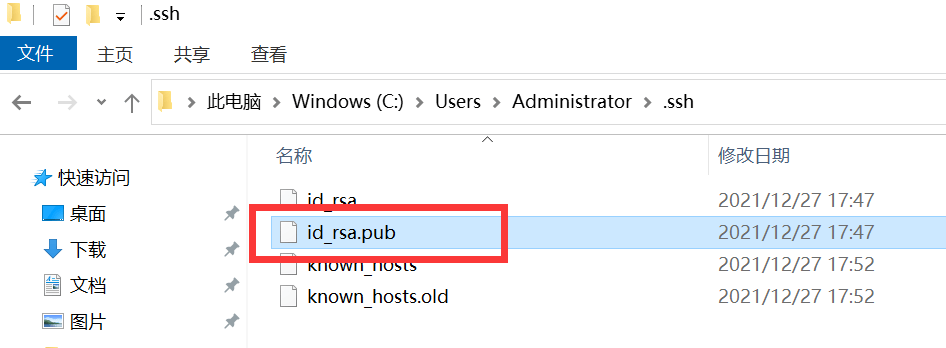 .ssh
文件 主页 共享 查看
此电脑 Windows (C:) Users Administrator .ssh
名称 修改日期
快速访问
桌面
下载
文档
图片
id_rsa 2021/12/27 17:47
id_rsa.pub 2021/12/27 17:47
known_hosts 2021/12/27 17:52
known_hosts.old 2021/12/27 17:52